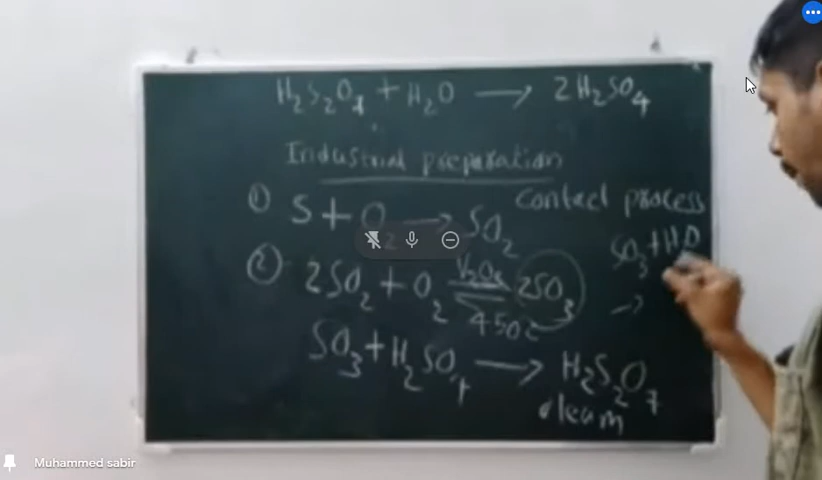 H₂S₂O₇ + H₂O → 2H₂SO₄
Industrial preparation
Contact process
① S + O₂ → SO₂
SO₃ + H₂O
→
② 2SO₂ + O₂ V₂O₅ ⇌ 2SO₃
450
SO₃ + H₂SO₄ → H₂S₂O₇
oleum
Muhammed sabir